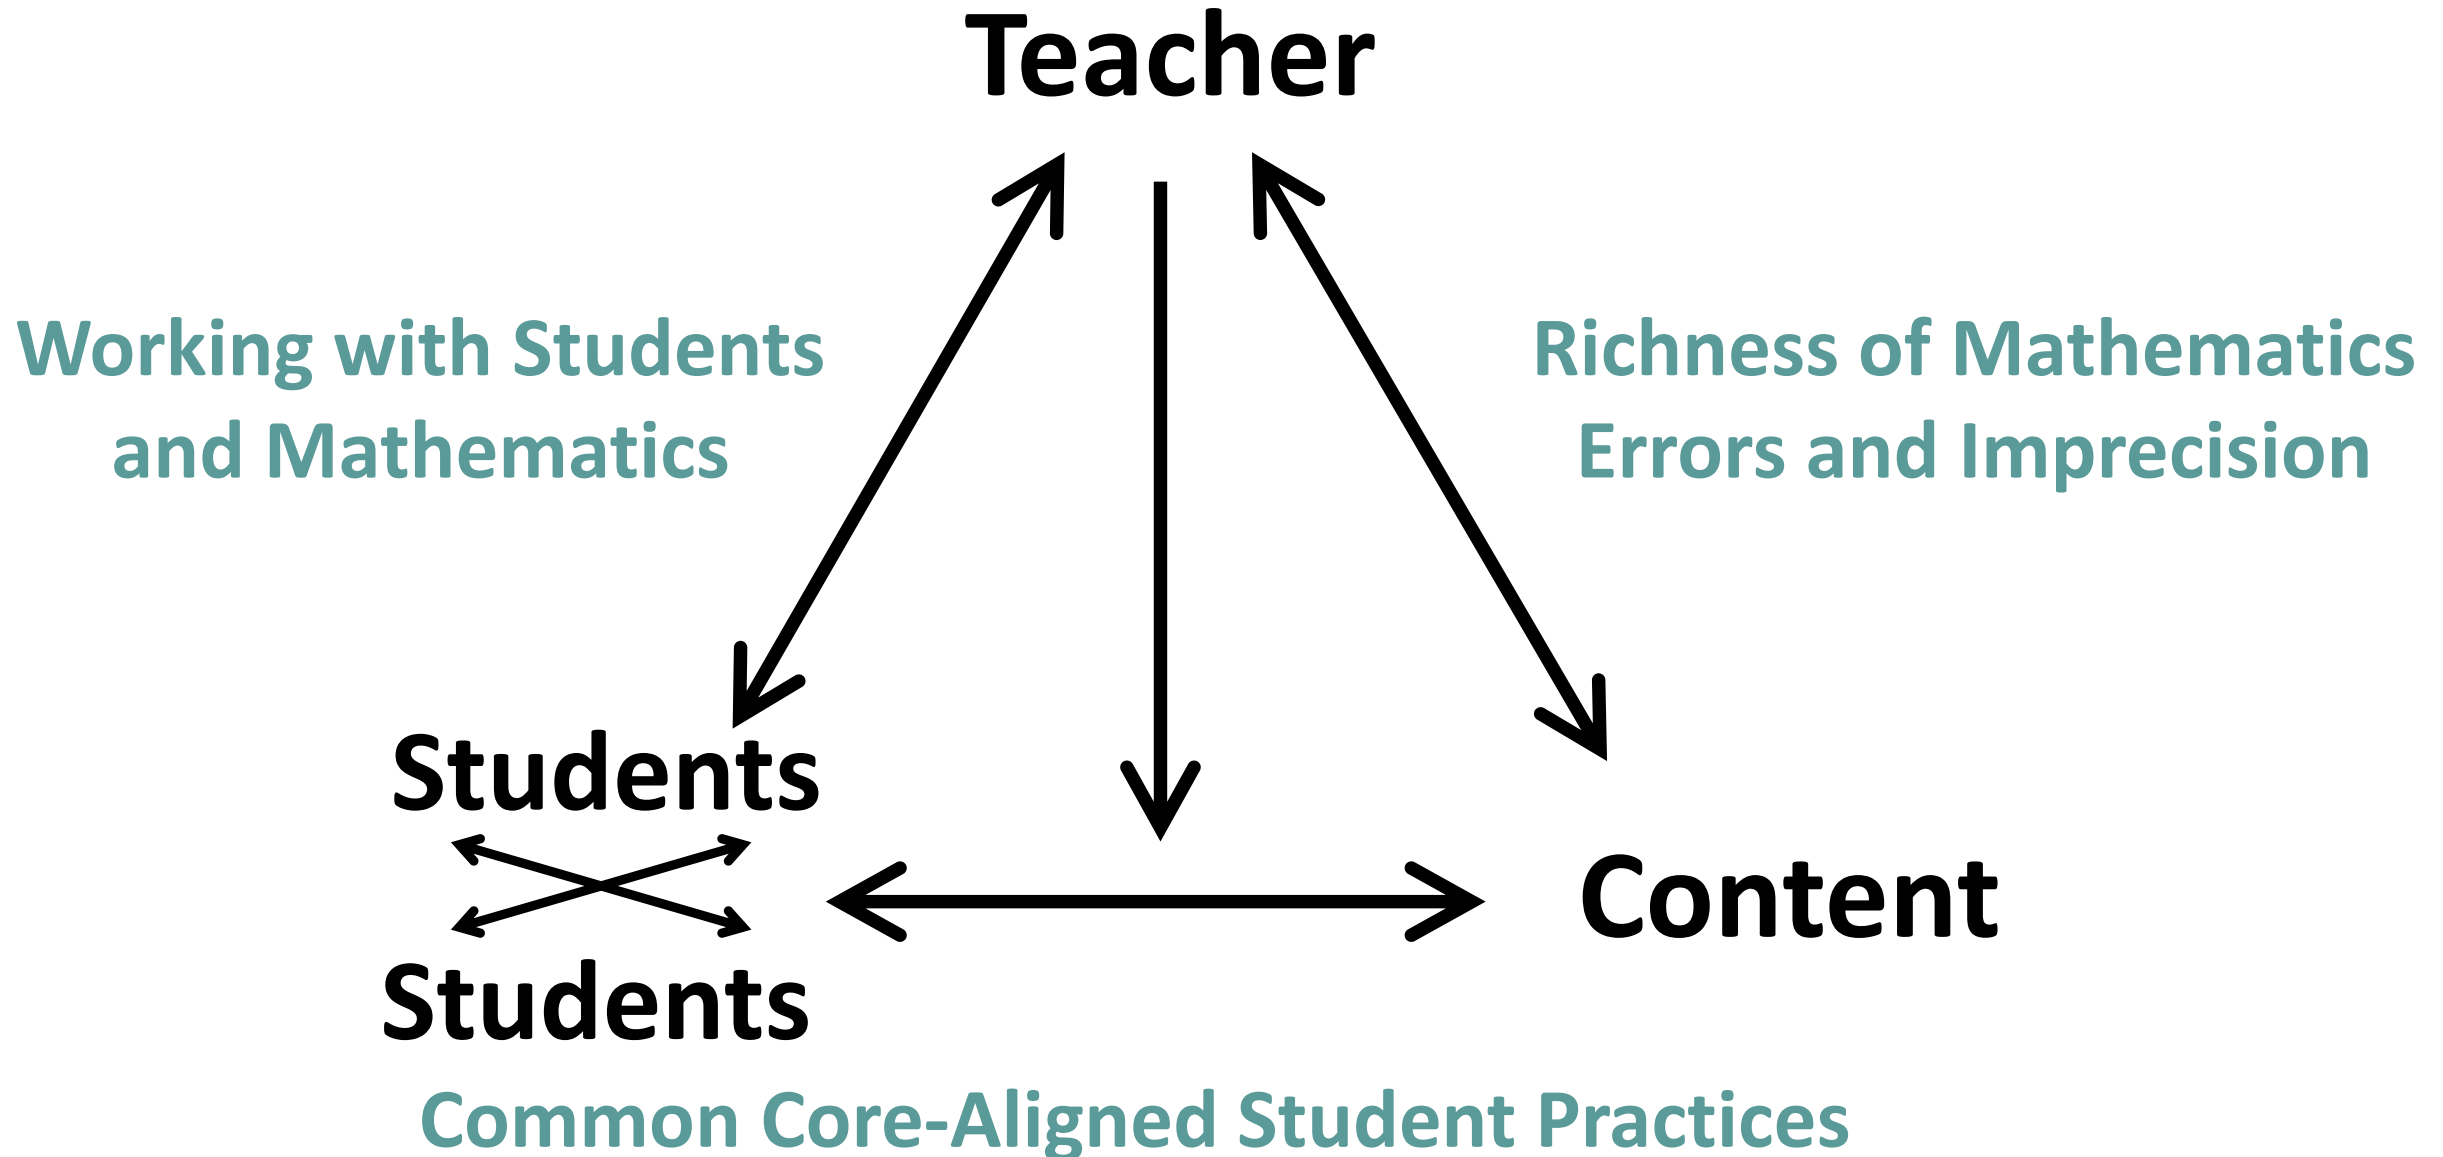 Teacher
Working with Students
and Mathematics
Richness of Mathematics
Errors and Imprecision
Students
Students
Content
Common Core-Aligned Student Practices